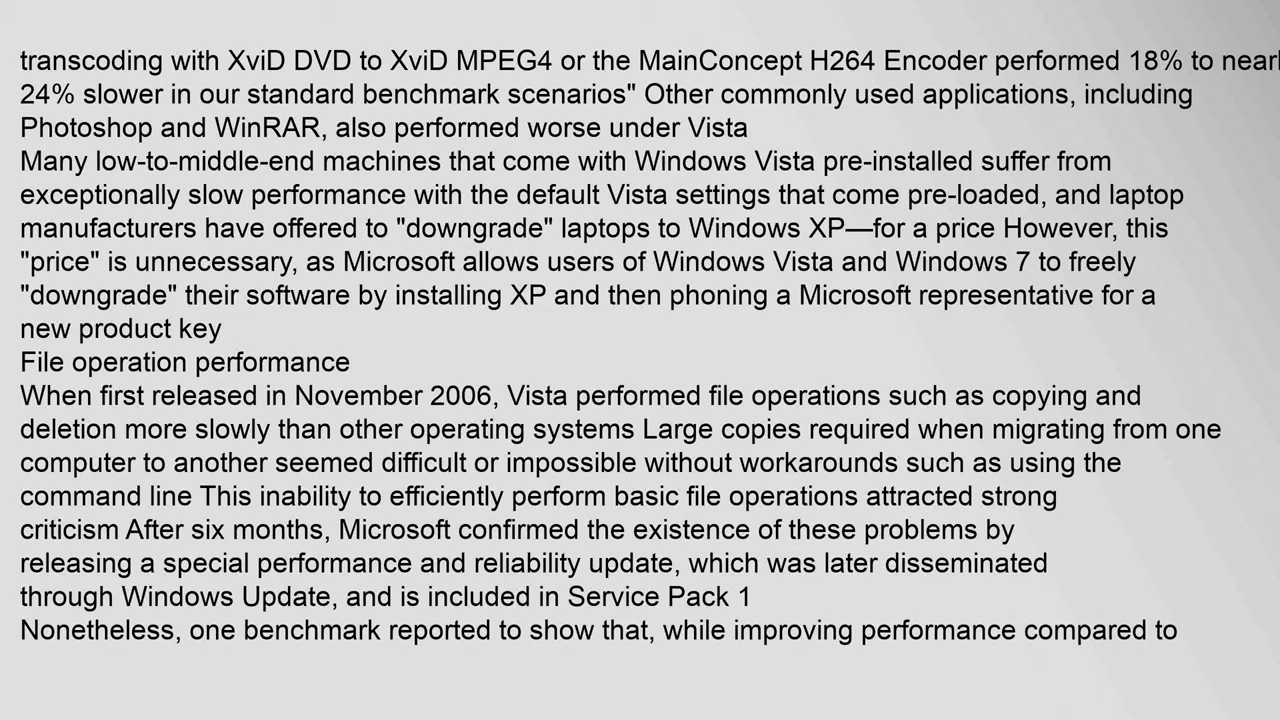 transcoding with XviD DVD to XviD MPEG4 or the MainConcept H264 Encoder performed 18% to
24% slower in our standard benchmark scenarios" Other commonly used applications, including
Photoshop and WinRAR, also performed worse under Vista
Many low-to-middle-end machines that come with Windows Vista pre-installed suffer from
exceptionally slow performance with the default Vista settings that come pre-loaded, and laptop
manufacturers have offered to "downgrade" laptops to Windows XP—for a price However, this
"price" is unnecessary, as Microsoft allows users of Windows Vista and Windows 7 to freely
"downgrade" their software by installing XP and then phoning a Microsoft representative for a
new product key
File operation performance
When first released in November 2006, Vista performed file operations such as copying and
deletion more slowly than other operating systems Large copies required when migrating from one
computer to another seemed difficult or impossible without workarounds such as using the
command line This inability to efficiently perform basic file operations attracted strong
criticism After six months, Microsoft confirmed the existence of these problems by
releasing a special performance and reliability update, which was later disseminated
through Windows Update, and is included in Service Pack 1
Nonetheless, one benchmark reported to show that, while improving performance compared to